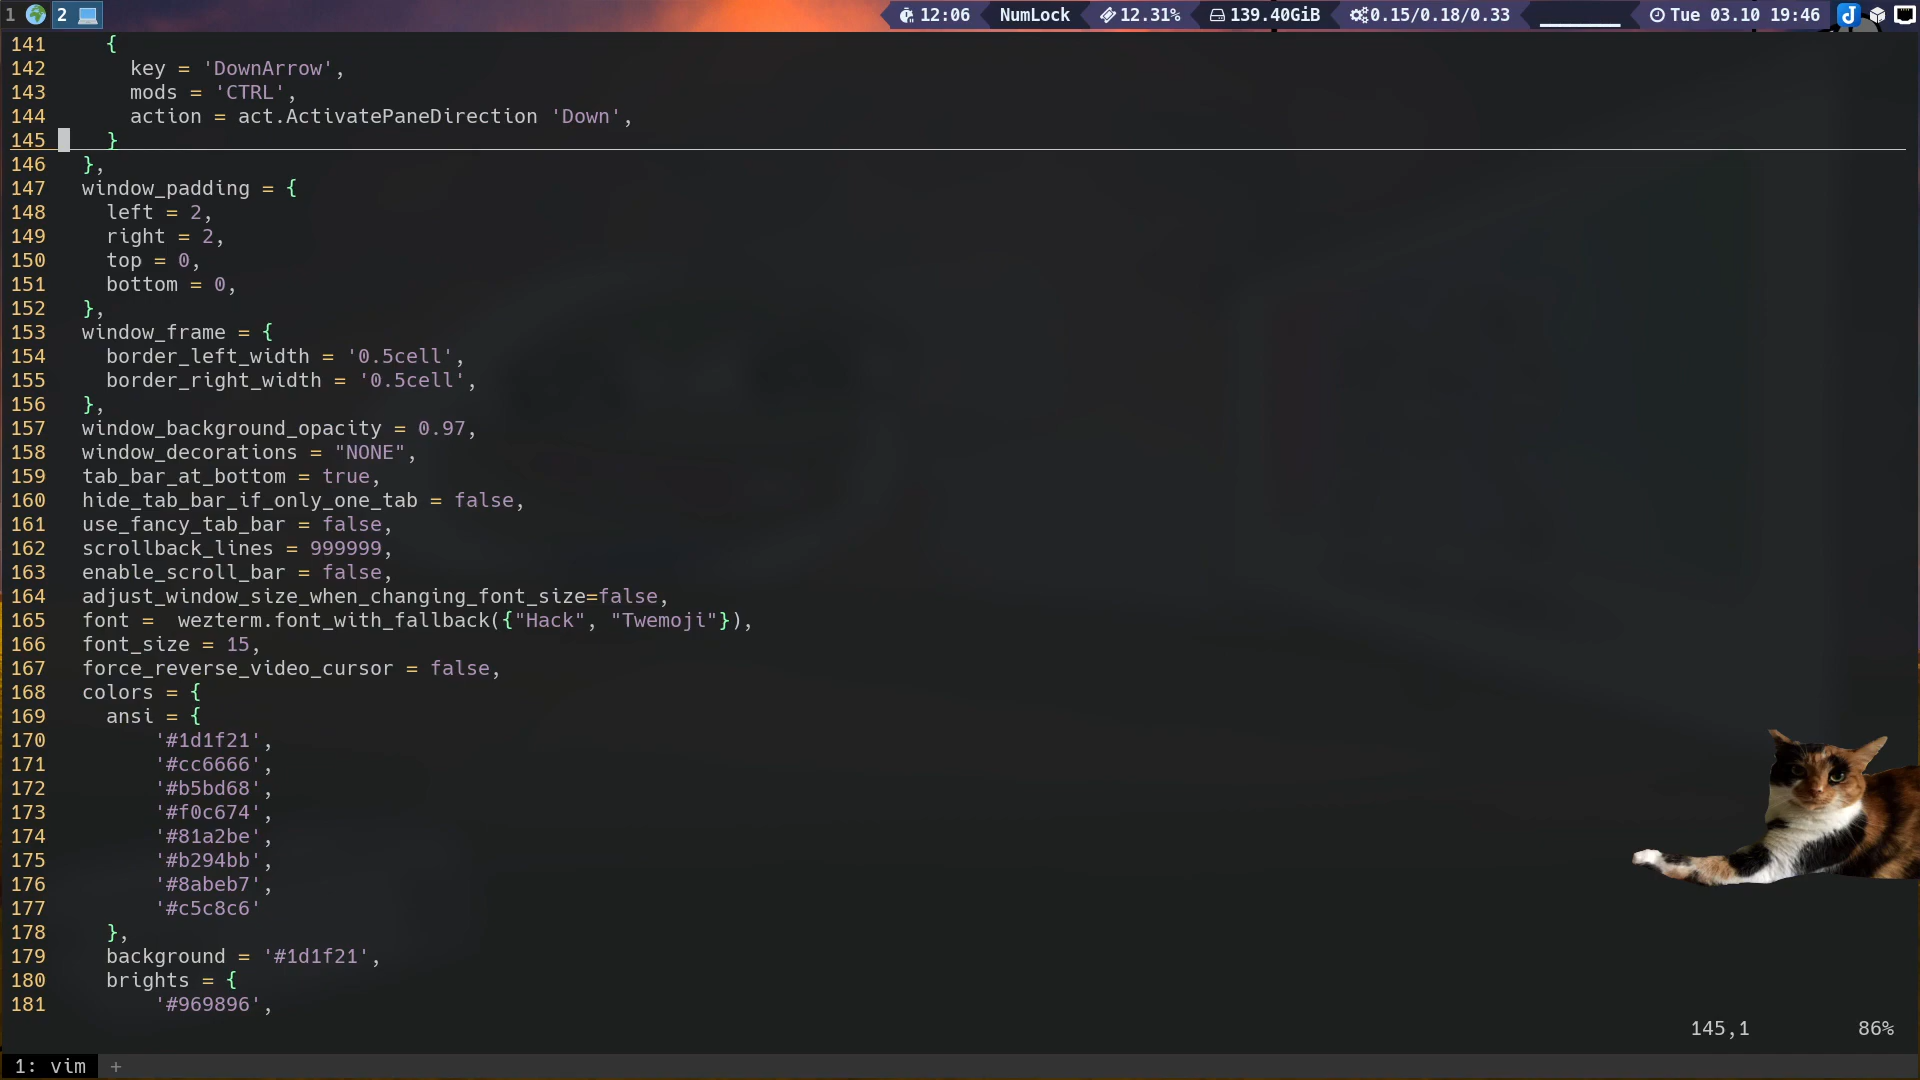 1 2 12:06 NumLock 12.31% 139.40GiB 0.15/0.18/0.33 Tue 03.10 19:46
141     {
142       key = 'DownArrow',
143       mods = 'CTRL',
144       action = act.ActivatePaneDirection 'Down',
145     }
146   },
147   window_padding = {
148     left = 2,
149     right = 2,
150     top = 0,
151     bottom = 0,
152   },
153   window_frame = {
154     border_left_width = '0.5cell',
155     border_right_width = '0.5cell',
156   },
157   window_background_opacity = 0.97,
158   window_decorations = "NONE",
159   tab_bar_at_bottom = true,
160   hide_tab_bar_if_only_one_tab = false,
161   use_fancy_tab_bar = false,
162   scrollback_lines = 999999,
163   enable_scroll_bar = false,
164   adjust_window_size_when_changing_font_size=false,
165   font =  wezterm.font_with_fallback({"Hack", "Twemoji"}),
166   font_size = 15,
167   force_reverse_video_cursor = false,
168   colors = {
169     ansi = {
170         '#1d1f21',
171         '#cc6666',
172         '#b5bd68',
173         '#f0c674',
174         '#81a2be',
175         '#b294bb',
176         '#8abeb7',
177         '#c5c8c6'
178     },
179     background = '#1d1f21',
180     brights = {
181         '#969896',
145,1 86%
1: vim +